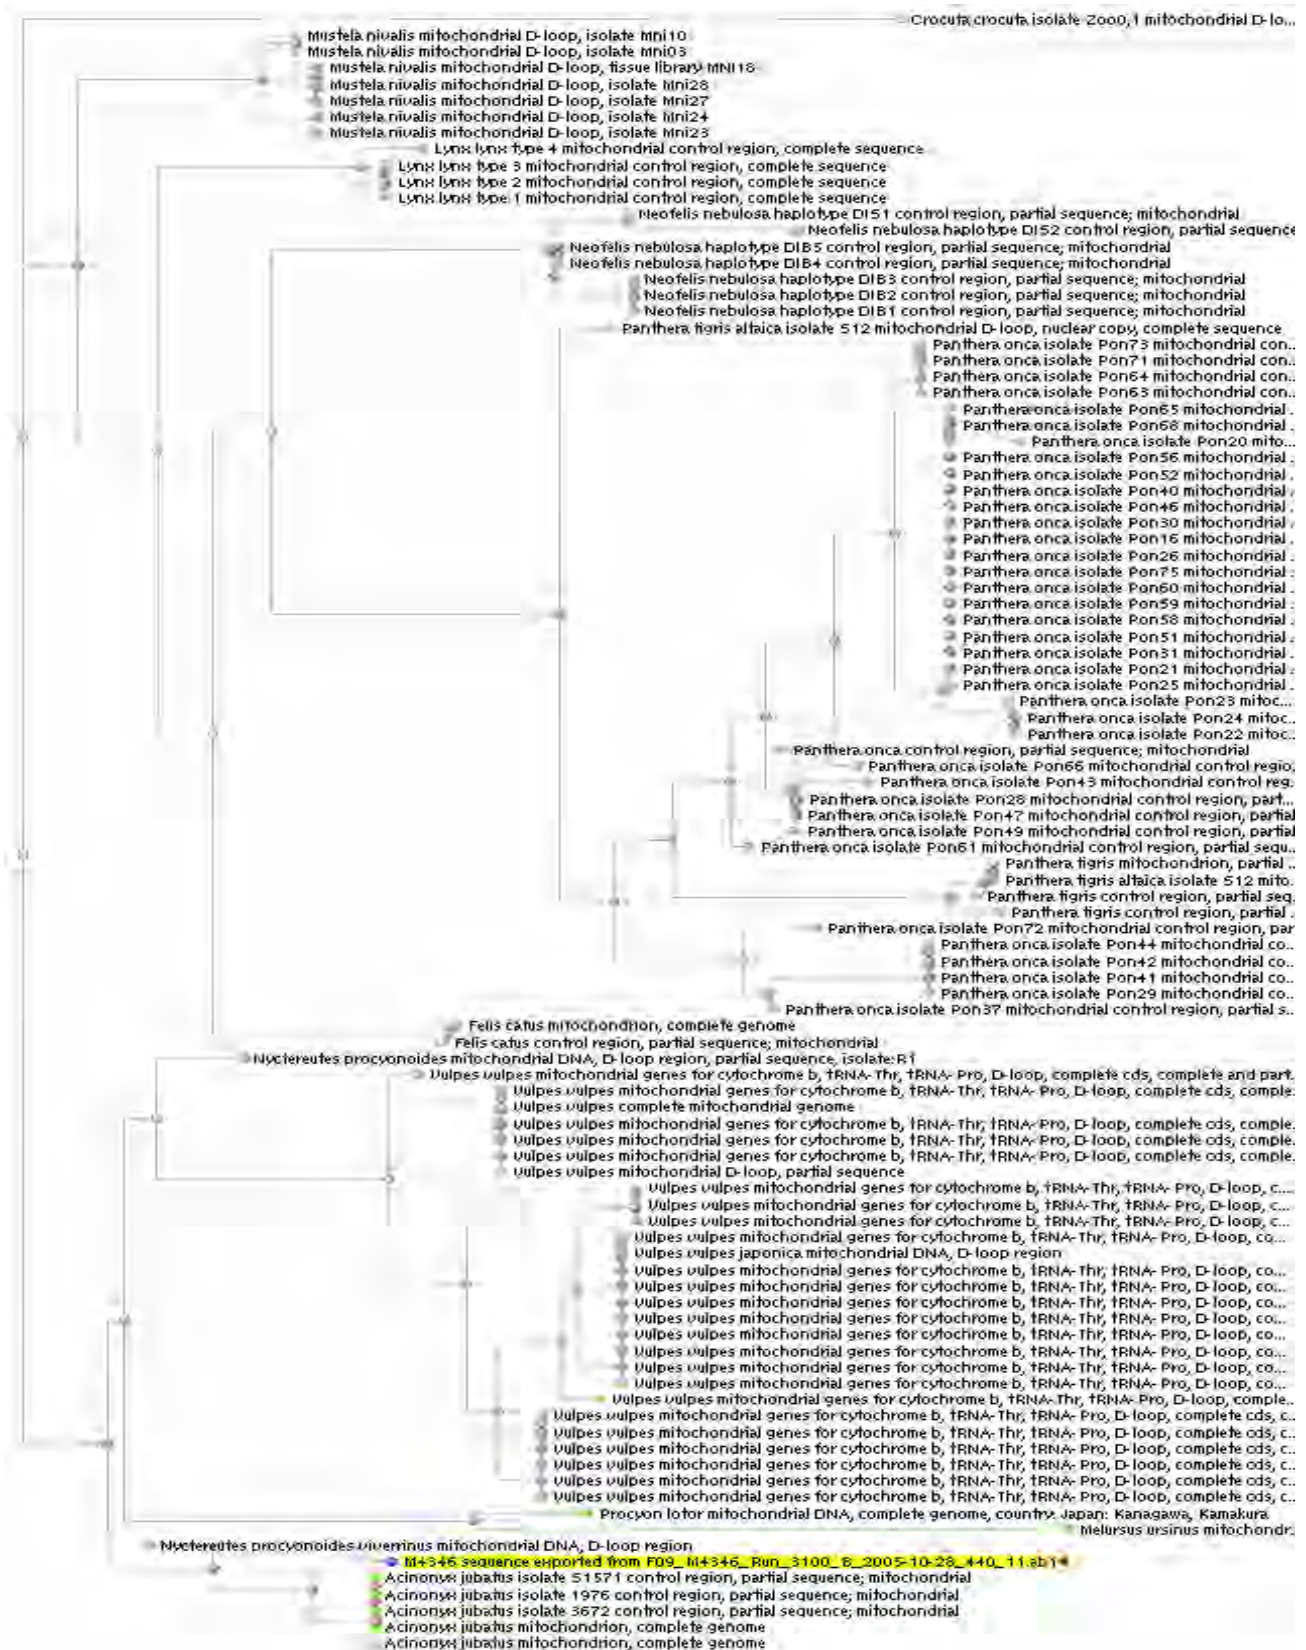 Crocuta crocuta isolate Zoo0,1 mitochondrial D-lo...
Mustela nivalis mitochondrial D-loop, isolate Mni10
Mustela nivalis mitochondrial D-loop, isolate Mni03
Mustela nivalis mitochondrial D-loop, tissue library MNI18
Mustela nivalis mitochondrial D-loop, isolate Mni28
Mustela nivalis mitochondrial D-loop, isolate Mni27
Mustela nivalis mitochondrial D-loop, isolate Mni24
Mustela nivalis mitochondrial D-loop, isolate Mni23
Lynx lynx type 4 mitochondrial control region, complete sequence
Lynx lynx type 3 mitochondrial control region, complete sequence
Lynx lynx type 2 mitochondrial control region, complete sequence
Lynx lynx type 1 mitochondrial control region, complete sequence
Neofelis nebulosa haplotype DIS1 control region, partial sequence; mitochondrial
Neofelis nebulosa haplotype DIS2 control region, partial sequence
Neofelis nebulosa haplotype DIB5 control region, partial sequence; mitochondrial
Neofelis nebulosa haplotype DIB4 control region, partial sequence; mitochondrial
Neofelis nebulosa haplotype DIB3 control region, partial sequence; mitochondrial
Neofelis nebulosa haplotype DIB2 control region, partial sequence; mitochondrial
Neofelis nebulosa haplotype DIB1 control region, partial sequence; mitochondrial
Panthera tigris altaica isolate S12 mitochondrial D-loop, nuclear copy, complete sequence
Panthera onca isolate Pon73 mitochondrial con...
Panthera onca isolate Pon71 mitochondrial con...
Panthera onca isolate Pon64 mitochondrial con...
Panthera onca isolate Pon63 mitochondrial con...
Panthera onca isolate Pon65 mitochondrial .
Panthera onca isolate Pon68 mitochondrial .
Panthera onca isolate Pon20 mito...
Panthera onca isolate Pon56 mitochondrial .
Panthera onca isolate Pon52 mitochondrial .
Panthera onca isolate Pon40 mitochondrial .
Panthera onca isolate Pon46 mitochondrial .
Panthera onca isolate Pon30 mitochondrial .
Panthera onca isolate Pon16 mitochondrial .
Panthera onca isolate Pon26 mitochondrial .
Panthera onca isolate Pon75 mitochondrial .
Panthera onca isolate Pon60 mitochondrial .
Panthera onca isolate Pon59 mitochondrial .
Panthera onca isolate Pon58 mitochondrial .
Panthera onca isolate Pon51 mitochondrial .
Panthera onca isolate Pon31 mitochondrial .
Panthera onca isolate Pon21 mitochondrial .
Panthera onca isolate Pon25 mitochondrial .
Panthera onca isolate Pon23 mitoc...
Panthera onca isolate Pon24 mitoc..
Panthera onca isolate Pon22 mitoc..
Panthera onca control region, partial sequence; mitochondrial
Panthera onca isolate Pon66 mitochondrial control regio,
Panthera onca isolate Pon43 mitochondrial control reg.
Panthera onca isolate Pon28 mitochondrial control region, part...
Panthera onca isolate Pon47 mitochondrial control region, partial
Panthera onca isolate Pon49 mitochondrial control region, partial
Panthera onca isolate Pon61 mitochondrial control region, partial sequ..
Panthera tigris mitochondrion, partial ..
Panthera tigris altaica isolate S12 mito.
Panthera tigris control region, partial seq.
Panthera tigris control region, partial .
Panthera onca isolate Pon72 mitochondrial control region, par
Panthera onca isolate Pon44 mitochondrial co..
Panthera onca isolate Pon42 mitochondrial co...
Panthera onca isolate Pon41 mitochondrial co...
Panthera onca isolate Pon29 mitochondrial co...
Panthera onca isolate Pon37 mitochondrial control region, partial s...
Felis catus mitochondrion, complete genome
Felis catus control region, partial sequence; mitochondrial
Nyctereutes procyonoides mitochondrial DNA, D-loop region, partial sequence, isolate:R1
Vulpes vulpes mitochondrial genes for cytochrome b, tRNA-Thr, tRNA-Pro, D-loop, complete cds, complete and part.
Vulpes vulpes mitochondrial genes for cytochrome b, tRNA-Thr, tRNA-Pro, D-loop, complete cds, comple.
Vulpes vulpes complete mitochondrial genome
Vulpes vulpes mitochondrial genes for cytochrome b, tRNA-Thr, tRNA-Pro, D-loop, complete cds, comple.
Vulpes vulpes mitochondrial genes for cytochrome b, tRNA-Thr, tRNA-Pro, D-loop, complete cds, comple.
Vulpes vulpes mitochondrial genes for cytochrome b, tRNA-Thr, tRNA-Pro, D-loop, complete cds, comple.
Vulpes vulpes mitochondrial D-loop, partial sequence
Vulpes vulpes mitochondrial genes for cytochrome b, tRNA-Thr, tRNA-Pro, D-loop, c...
Vulpes vulpes mitochondrial genes for cytochrome b, tRNA-Thr, tRNA-Pro, D-loop, c...
Vulpes vulpes mitochondrial genes for cytochrome b, tRNA-Thr, tRNA-Pro, D-loop, c...
Vulpes vulpes mitochondrial genes for cytochrome b, tRNA-Thr, tRNA-Pro, D-loop, co...
Vulpes vulpes japonica mitochondrial DNA, D-loop region
Vulpes vulpes mitochondrial genes for cytochrome b, tRNA-Thr, tRNA-Pro, D-loop, co...
Vulpes vulpes mitochondrial genes for cytochrome b, tRNA-Thr, tRNA-Pro, D-loop, co...
Vulpes vulpes mitochondrial genes for cytochrome b, tRNA-Thr, tRNA-Pro, D-loop, co...
Vulpes vulpes mitochondrial genes for cytochrome b, tRNA-Thr, tRNA-Pro, D-loop, co...
Vulpes vulpes mitochondrial genes for cytochrome b, tRNA-Thr, tRNA-Pro, D-loop, co...
Vulpes vulpes mitochondrial genes for cytochrome b, tRNA-Thr, tRNA-Pro, D-loop, co...
Vulpes vulpes mitochondrial genes for cytochrome b, tRNA-Thr, tRNA-Pro, D-loop, co...
Vulpes vulpes mitochondrial genes for cytochrome b, tRNA-Thr, tRNA-Pro, D-loop, co...
Vulpes vulpes mitochondrial genes for cytochrome b, tRNA-Thr, tRNA-Pro, D-loop, comple..
Vulpes vulpes mitochondrial genes for cytochrome b, tRNA-Thr, tRNA-Pro, D-loop, complete cds, c...
Vulpes vulpes mitochondrial genes for cytochrome b, tRNA-Thr, tRNA-Pro, D-loop, complete cds, c..
Vulpes vulpes mitochondrial genes for cytochrome b, tRNA-Thr, tRNA-Pro, D-loop, complete cds, c...
Vulpes vulpes mitochondrial genes for cytochrome b, tRNA-Thr, tRNA-Pro, D-loop, complete cds, c..
Vulpes vulpes mitochondrial genes for cytochrome b, tRNA-Thr, tRNA-Pro, D-loop, complete cds, c..
Vulpes vulpes mitochondrial genes for cytochrome b, tRNA-Thr, tRNA-Pro, D-loop, complete cds, c...
Procyon lotor mitochondrial DNA, complete genome, country: Japan: Kanagawa, Kamakura
Melursus ursinus mitochondr.
Nyctereutes procyonoides viverrinus mitochondrial DNA, D-loop region
M4346 sequence exported from F09_M4346_Run_3100_B_2005-10-28_440_11.ab1
Acinonyx jubatus isolate S1571 control region, partial sequence; mitochondrial
Acinonyx jubatus isolate 1976 control region, partial sequence; mitochondrial
Acinonyx jubatus isolate 3672 control region, partial sequence; mitochondrial
Acinonyx jubatus mitochondrion, complete genome
Acinonyx jubatus mitochondrion, complete genome